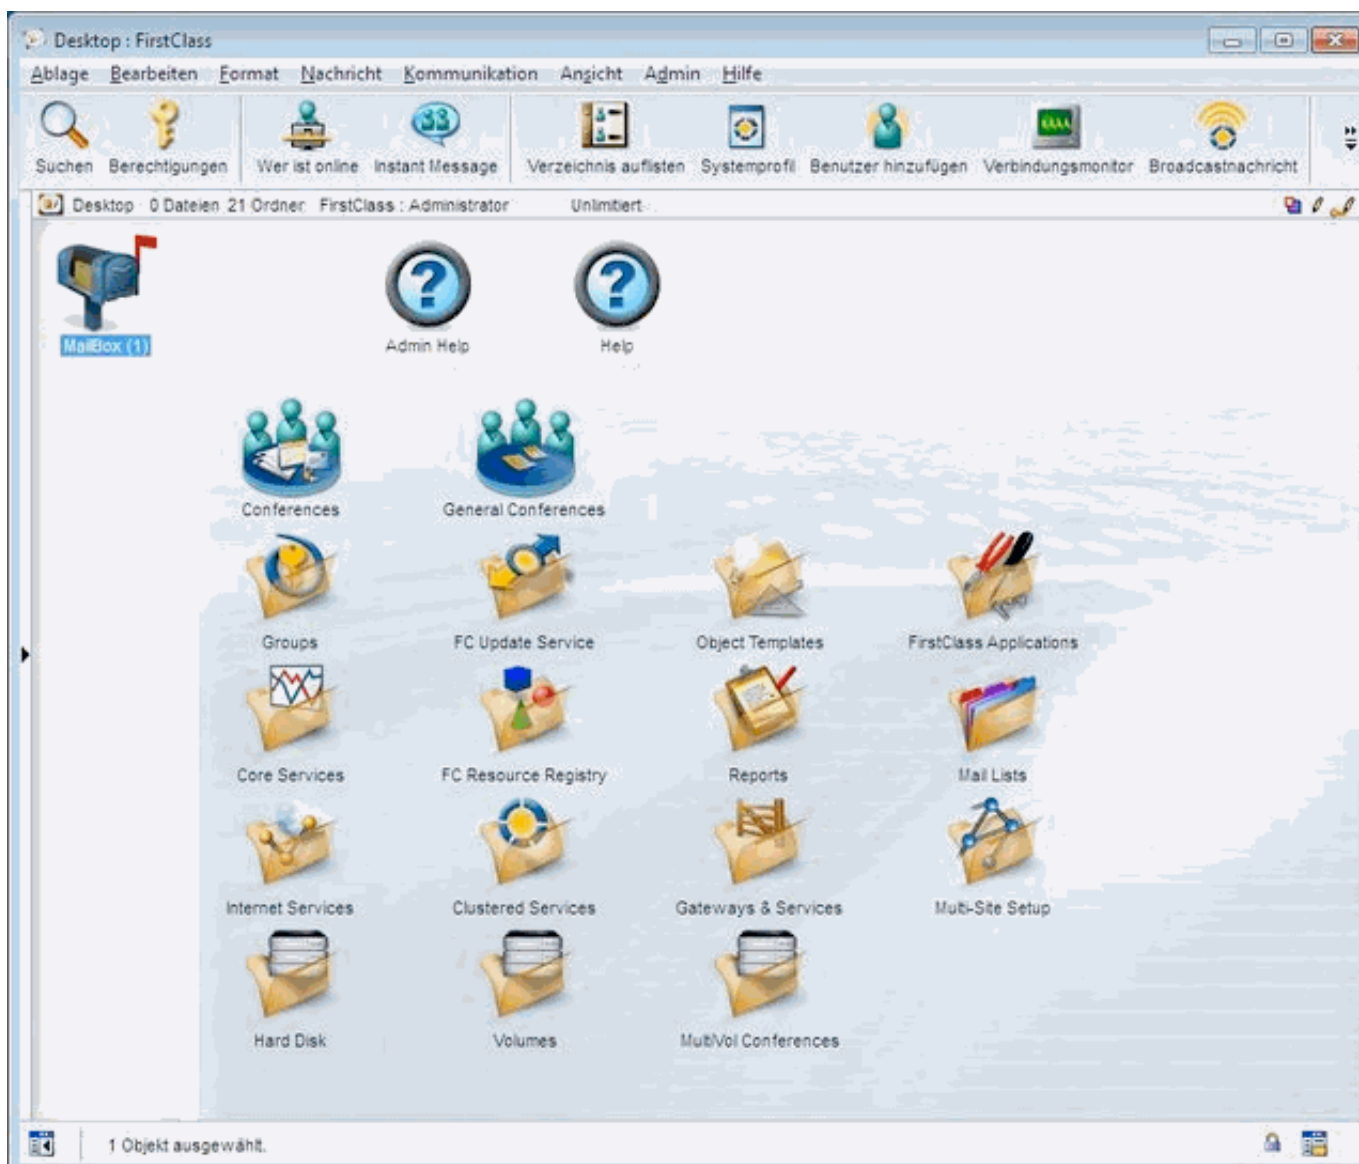 Desktop : FirstClass
Ablage Bearbeiten Format Nachricht Kommunikation Ansicht Admin Hilfe
Suchen Berechtigungen Wer ist online Instant Message Verzeichnis auflisten Systemprofil Benutzer hinzufügen Verbindungsmonitor Broadcastnachricht
Desktop 0 Dateien 21 Ordner FirstClass : Administrator Unlimitiert
MailBox (1) Admin Help Help
Conferences General Conferences
Groups FC Update Service Object Templates FirstClass Applications
Core Services FC Resource Registry Reports Mail Lists
Internet Services Clustered Services Gateways & Services Multi-Site Setup
Hard Disk Volumes MultiVol Conferences
1 Objekt ausgewählt.